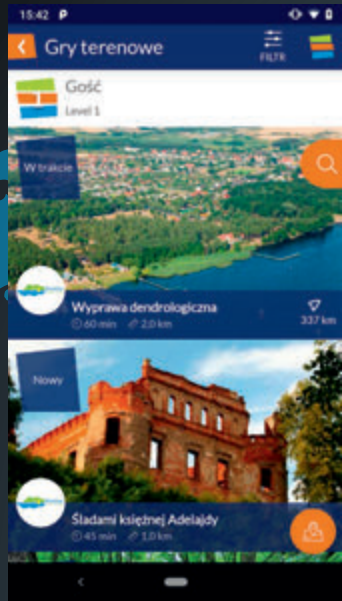 15:42 P
Gry terenowe
FILTR
Gość
Level 1
W trakcie
Wyprawa dendrologiczna
60 min 2,0 km
337 km
Nowy
Śladami księżnej Adelajdy
45 min 1,0 km